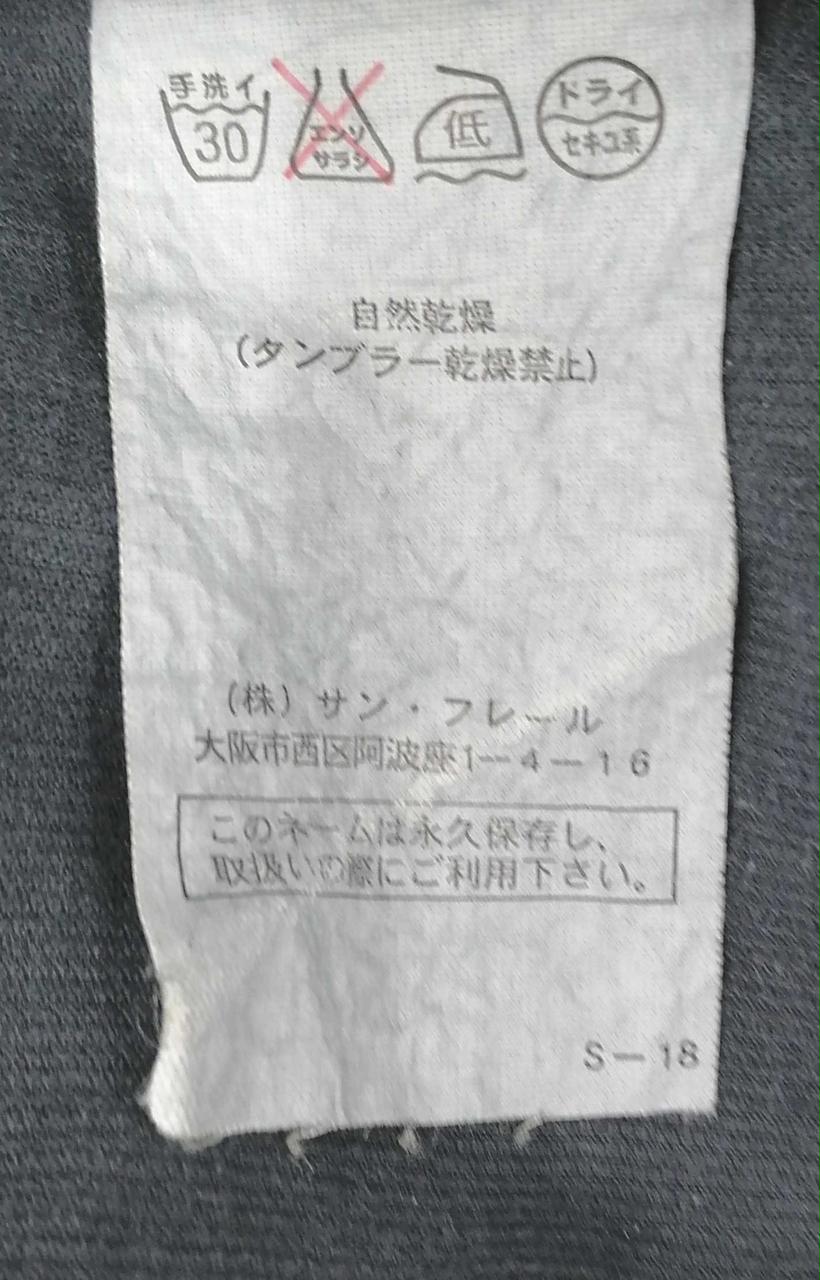 手洗イ
30
エンソ
サラシ
低
ドライ
セキユ系
自然乾燥
(タンブラー乾燥禁止)
(株)サン・フレール
大阪市西区阿波座1−4−16
このネームは永久保存し、
取扱いの際にご利用下さい。
S−18